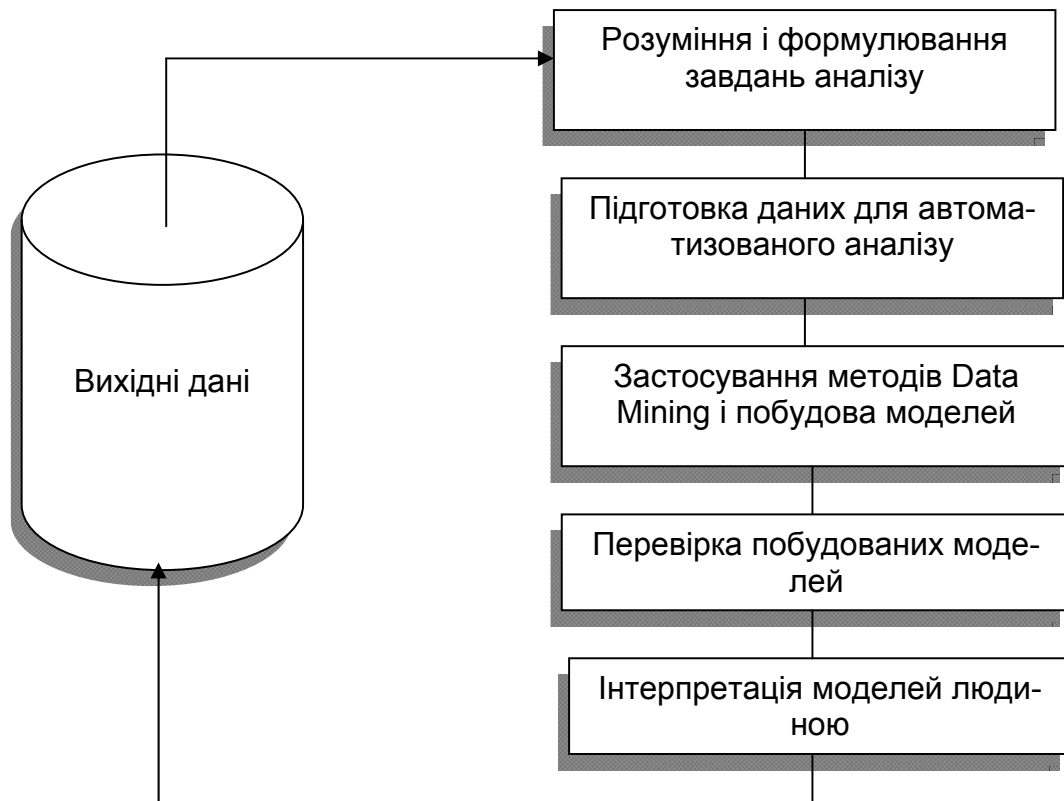 Розуміння і формулювання
завдань аналізу
Підготовка даних для автома-
тизованого аналізу
Вихідні дані
Застосування методів Data
Mining і побудова моделей
Перевірка побудованих моде-
лей
Інтерпретація моделей люди-
ною